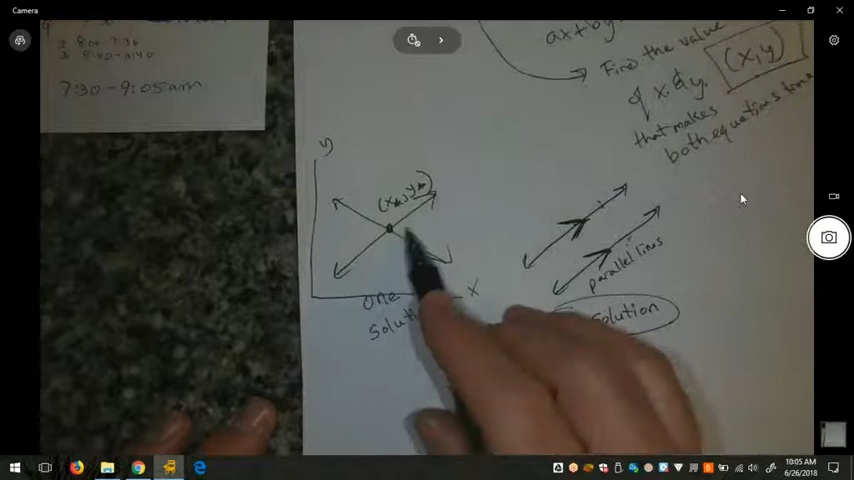 Camera
7:30-9:05am
ax+by
Find the value
of x & y. (x,y)
that makes
both equations true
y
(x*,y*)
one
x
parallel lines
solution
10:05 AM
6/26/2018